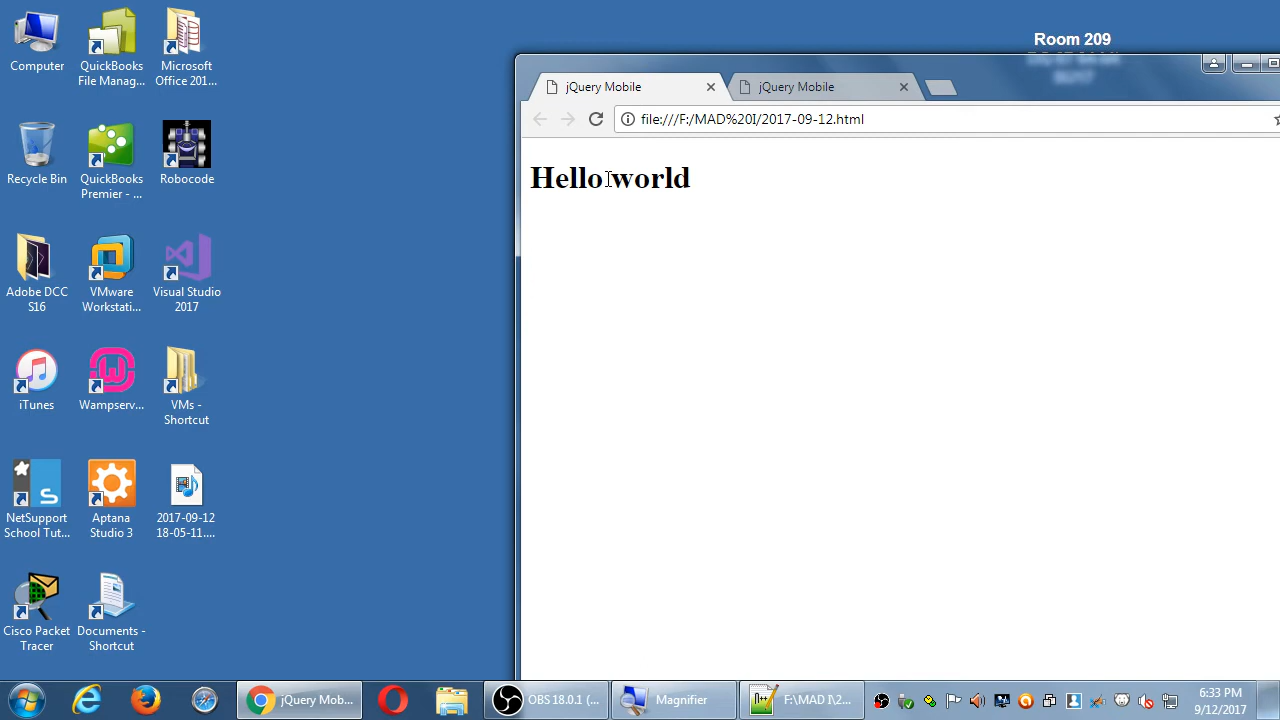 Computer
QuickBooks
File Manag...
Microsoft
Office 201...
Recycle Bin
QuickBooks
Premier - ...
Robocode
Adobe DCC
S16
VMware
Workstati...
Visual Studio
2017
iTunes
Wampserv...
VMs -
Shortcut
NetSupport
School Tut...
Aptana
Studio 3
2017-09-12
18-05-11....
Cisco Packet
Tracer
Documents -
Shortcut
Room 209
jQuery Mobile
jQuery Mobile
file:///F:/MAD%20I/2017-09-12.html
Hello world
jQuery Mob...
OBS 18.0.1 (...
Magnifier
F:\MAD I\2...
6:33 PM
9/12/2017